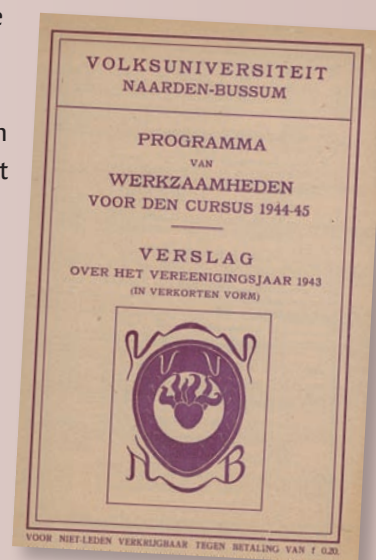 e
n
t
VOLKSUNIVERSITEIT
NAARDEN-BUSSUM
PROGRAMMA
VAN
WERKZAAMHEDEN
VOOR DEN CURSUS 1944-45
VERSLAG
OVER HET VEREENIGINGSJAAR 1943
(IN VERKORTEN VORM)
V U
N B
VOOR NIET-LEDEN VERKRIJGBAAR TEGEN BETALING VAN f 0.20.